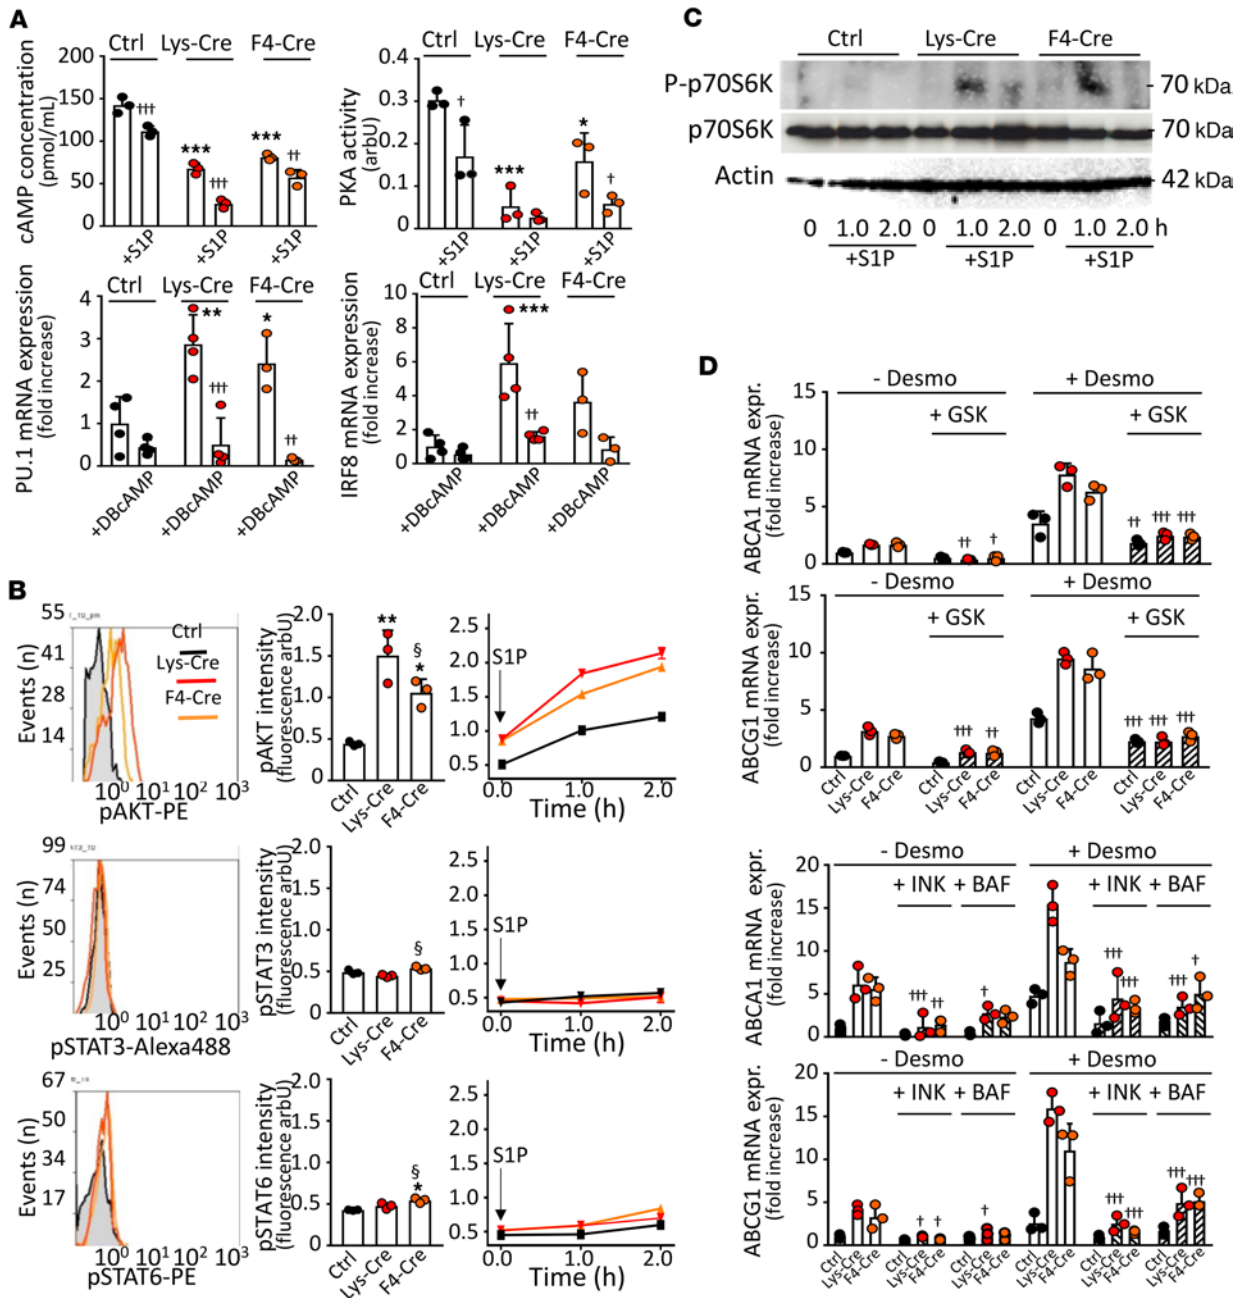 A
Ctrl Lys-Cre F4-Cre
cAMP concentration
(pmol/mL)
200
150
100
50
0
††† *** ††† *** ††
+S1P +S1P +S1P
Ctrl Lys-Cre F4-Cre
PKA activity
(arbU)
0.4
0.3
0.2
0.1
0
† *** * †
+S1P +S1P +S1P
Ctrl Lys-Cre F4-Cre
PU.1 mRNA expression
(fold increase)
4
3
2
1
0
** ††† * ††
+DBcAMP +DBcAMP +DBcAMP
Ctrl Lys-Cre F4-Cre
IRF8 mRNA expression
(fold increase)
10
8
6
4
2
0
*** ††
+DBcAMP +DBcAMP +DBcAMP
B
55
41
28
14
Events (n)
Ctrl
Lys-Cre
F4-Cre
10⁰ 10¹ 10² 10³
pAKT-PE
pAKT intensity
(fluorescence arbU)
2.0
1.5
1.0
0.5
0
** § *
Ctrl Lys-Cre F4-Cre
2.5
2.0
1.5
1.0
0.5
S1P
0.0 1.0 2.0
Time (h)
99
74
50
25
Events (n)
10⁰ 10¹ 10² 10³
pSTAT3-Alexa488
pSTAT3 intensity
(fluorescence arbU)
2.0
1.5
1.0
0.5
0
§
Ctrl Lys-Cre F4-Cre
2.5
2.0
1.5
1.0
0.5
S1P
0.0 1.0 2.0
Time (h)
67
50
34
17
Events (n)
10⁰ 10¹ 10² 10³
pSTAT6-PE
pSTAT6 intensity
(fluorescence arbU)
2.0
1.5
1.0
0.5
0
§ *
Ctrl Lys-Cre F4-Cre
2.5
2.0
1.5
1.0
0.5
S1P
0.0 1.0 2.0
Time (h)
C
Ctrl Lys-Cre F4-Cre
P-p70S6K 70 kDa
p70S6K 70 kDa
Actin 42 kDa
0 1.0 2.0 0 1.0 2.0 0 1.0 2.0 h
+S1P +S1P +S1P
D
- Desmo + Desmo
+ GSK + GSK
ABCA1 mRNA expr.
(fold increase)
15
10
5
0
†† † †† ††† †††
- Desmo + Desmo
+ GSK + GSK
ABCG1 mRNA expr.
(fold increase)
15
10
5
0
††† †† ††† ††† †††
Ctrl Lys-Cre F4-Cre Ctrl Lys-Cre F4-Cre Ctrl Lys-Cre F4-Cre Ctrl Lys-Cre F4-Cre
- Desmo + Desmo
+ INK + BAF + INK + BAF
ABCA1 mRNA expr.
(fold increase)
20
15
10
5
0
††† †† † ††† ††† ††† †
- Desmo + Desmo
+ INK + BAF + INK + BAF
ABCG1 mRNA expr.
(fold increase)
20
15
10
5
0
† † † ††† ††† ††† †††
Ctrl Lys-Cre F4-Cre Ctrl Lys-Cre F4-Cre Ctrl Lys-Cre F4-Cre Ctrl Lys-Cre F4-Cre Ctrl Lys-Cre F4-Cre Ctrl Lys-Cre F4-Cre